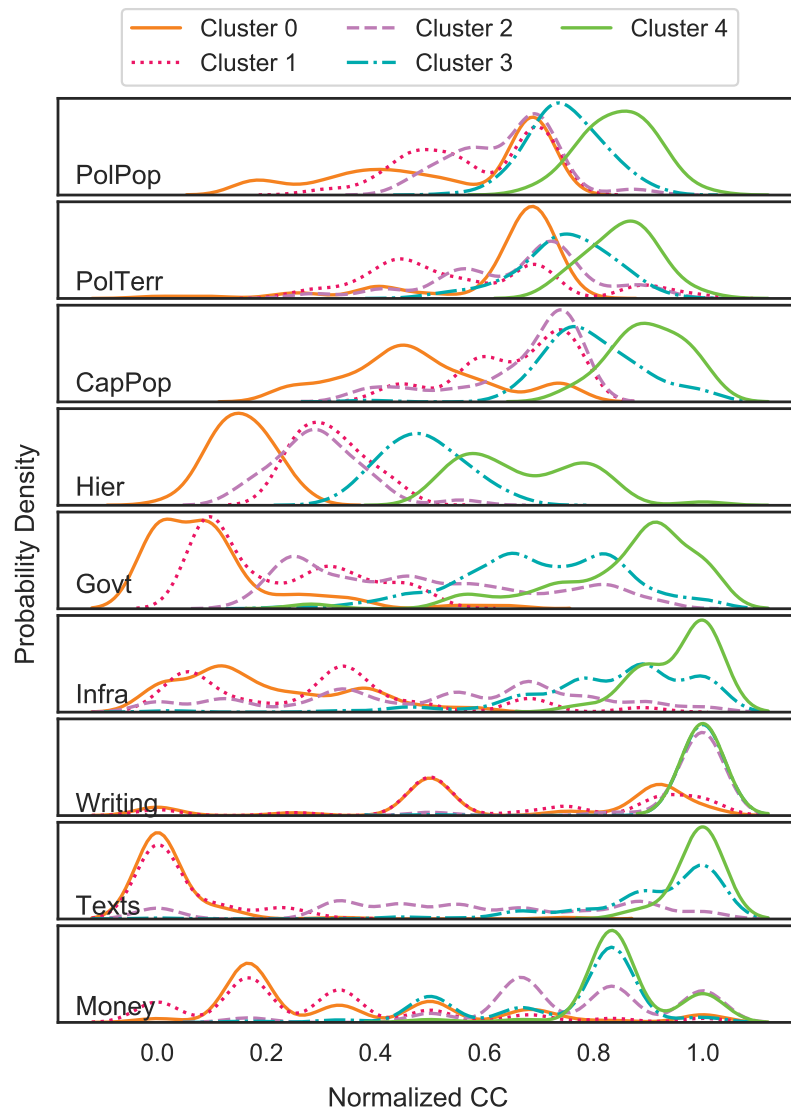 Cluster 0 Cluster 2 Cluster 4
Cluster 1 Cluster 3
PolPop
PolTerr
CapPop
Hier
Govt
Infra
Writing
Texts
Money
Probability Density
0.0 0.2 0.4 0.6 0.8 1.0
Normalized CC